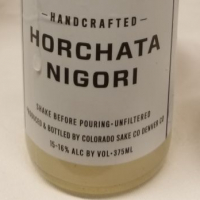 HANDCRAFTED
HORCHATA
NIGORI
SHAKE BEFORE POURING-UNFILTERED
PRODUCED & BOTTLED BY COLORADO SAKE CO DENVER CO
15-16% ALC BY VOL-375ML